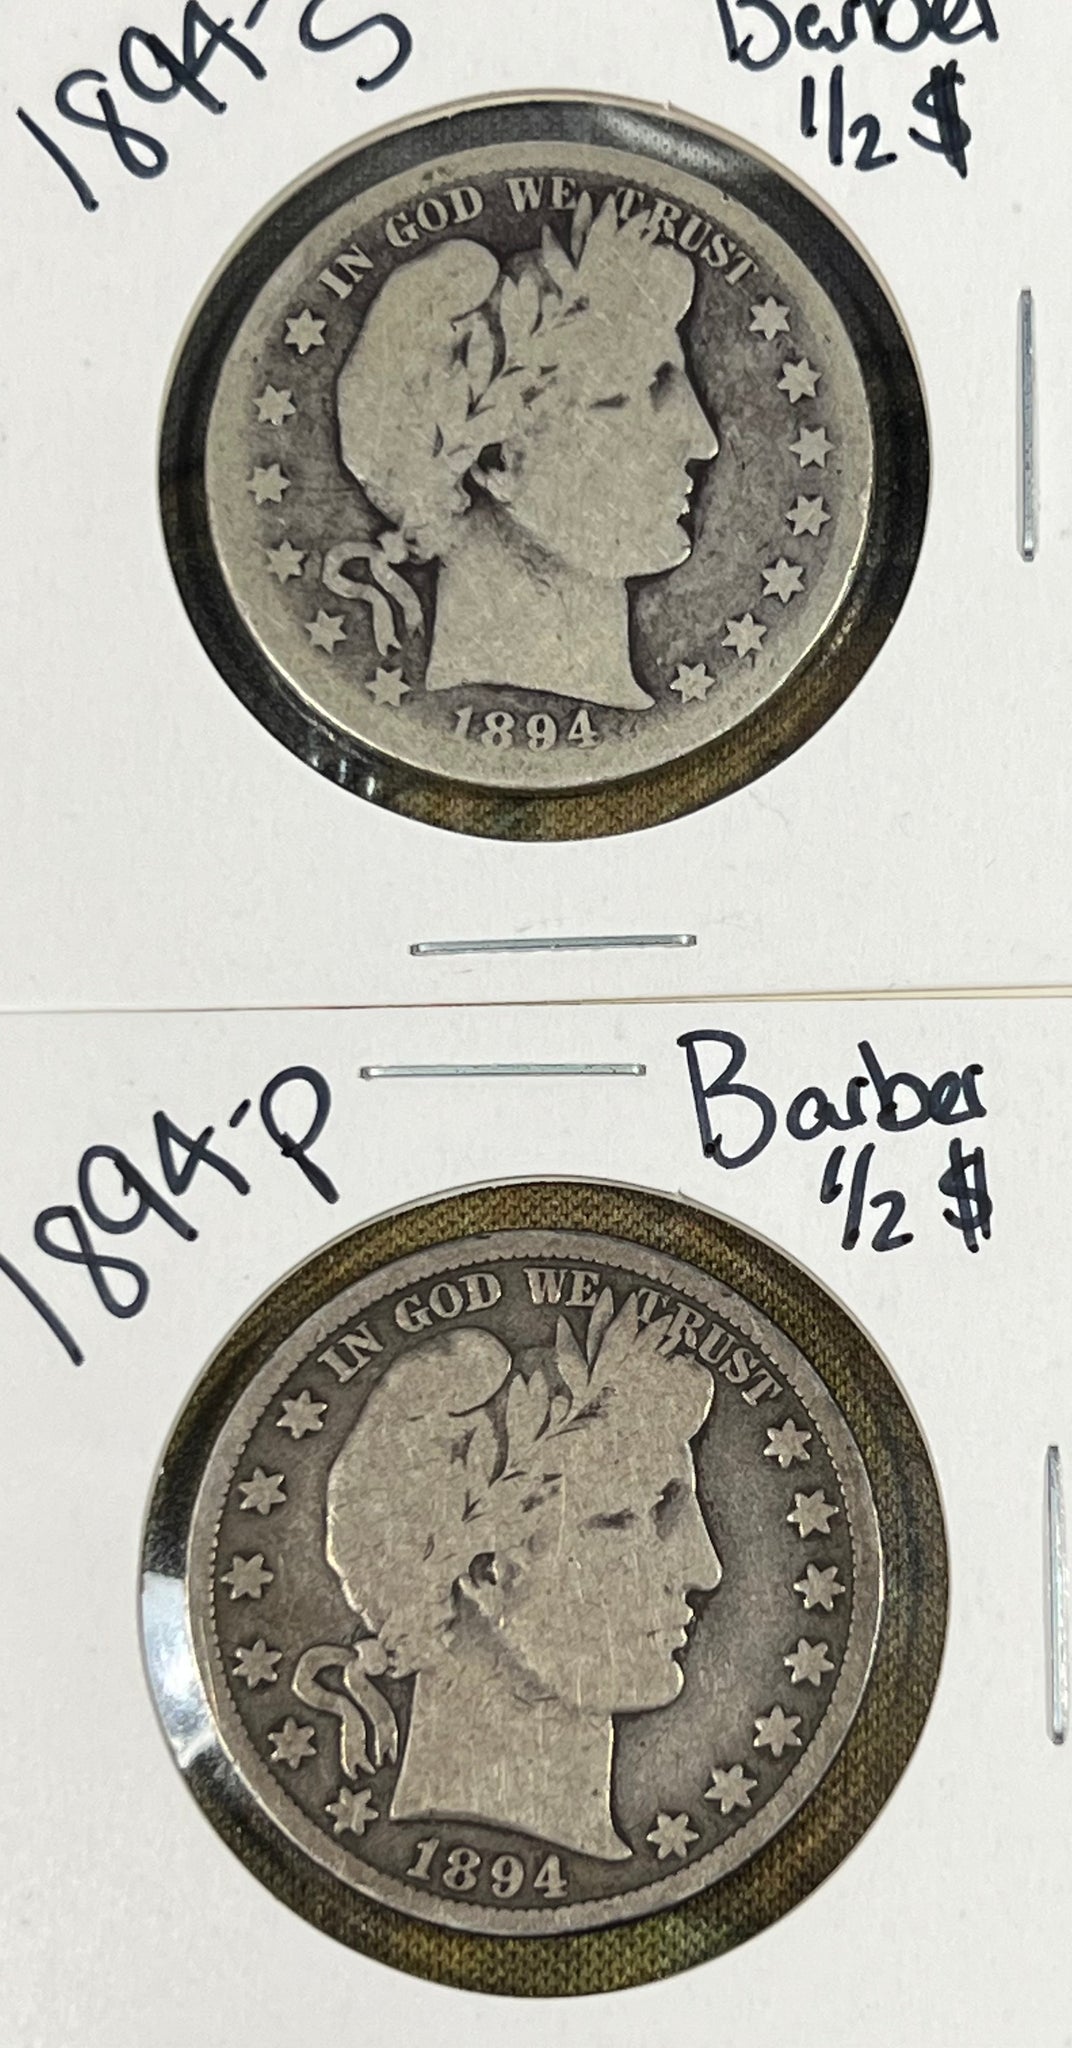 1894-S
Barber
1/2 $
IN GOD WE TRUST
1894
1894-P
Barber
1/2 $
IN GOD WE TRUST
1894